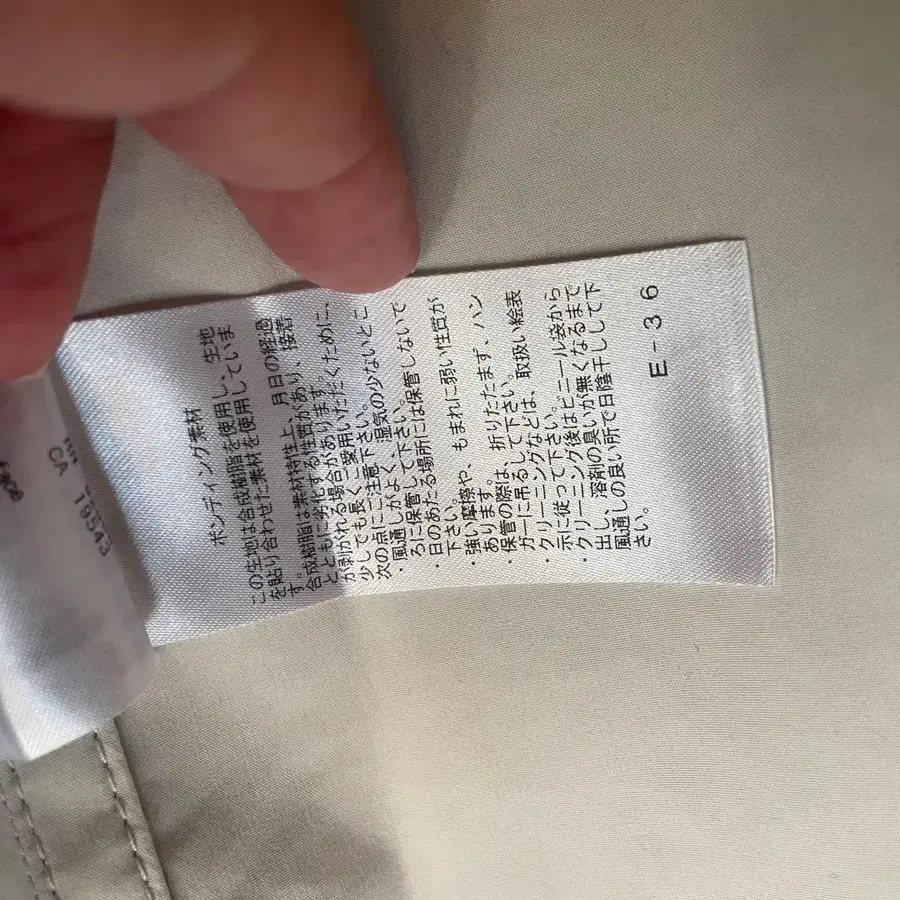 ボンディング素材
この生地は合成樹脂を使用し、生地
を貼り合わせた素材を使用していま
す。
合成樹脂は素材特性上、月日の経過
とともに劣化する性質があり、接着
が剥がれる場合があります。
少しでも長くご愛用いただくために、
次の点にご注意下さい。
・風通しがよく、湿気の少ないとこ
ろに保管して下さい。
・日のあたる場所には保管しないで
下さい。
・強い摩擦や、もまれに弱い性質が
あります。
・保管の際は、折りたたまず、ハン
ガーに吊るして下さい。
・クリーニングなどは、取扱い絵表
示に従って下さい。
・クリーニング後はビニール袋から
出し、溶剤の臭いが無くなるまで
風通しの良い所で日陰干しして下
さい。
E-36
RN
CA 19543